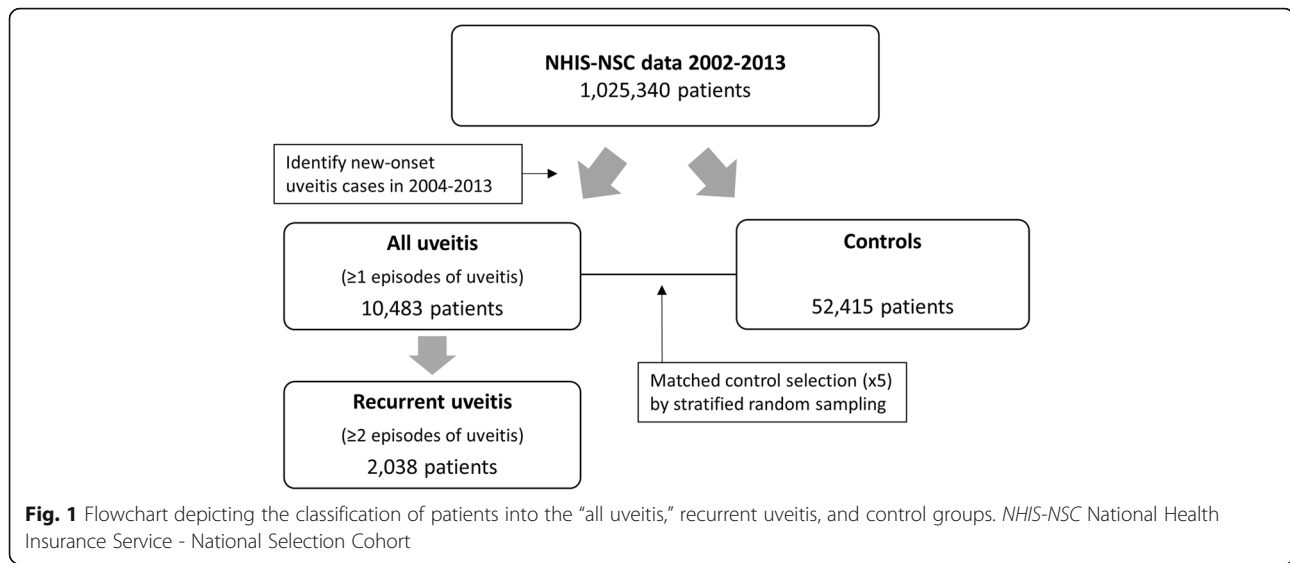 NHIS-NSC data 2002-2013
1,025,340 patients
Identify new-onset
uveitis cases in 2004-2013
All uveitis
(≥1 episodes of uveitis)
10,483 patients
Controls
52,415 patients
Matched control selection (x5)
by stratified random sampling
Recurrent uveitis
(≥2 episodes of uveitis)
2,038 patients
Fig. 1 Flowchart depicting the classification of patients into the “all uveitis,” recurrent uveitis, and control groups. NHIS-NSC National Health
Insurance Service - National Selection Cohort